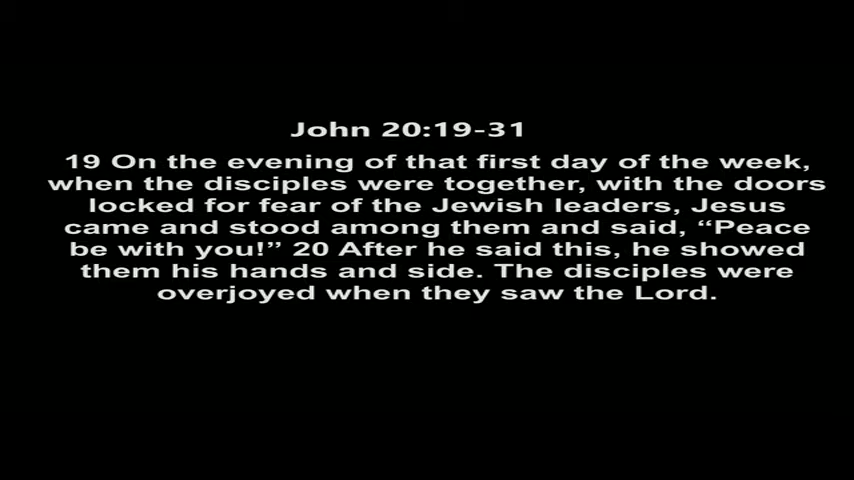 John 20:19-31
19 On the evening of that first day of the week,
when the disciples were together, with the doors
locked for fear of the Jewish leaders, Jesus
came and stood among them and said, “Peace
be with you!” 20 After he said this, he showed
them his hands and side. The disciples were
overjoyed when they saw the Lord.